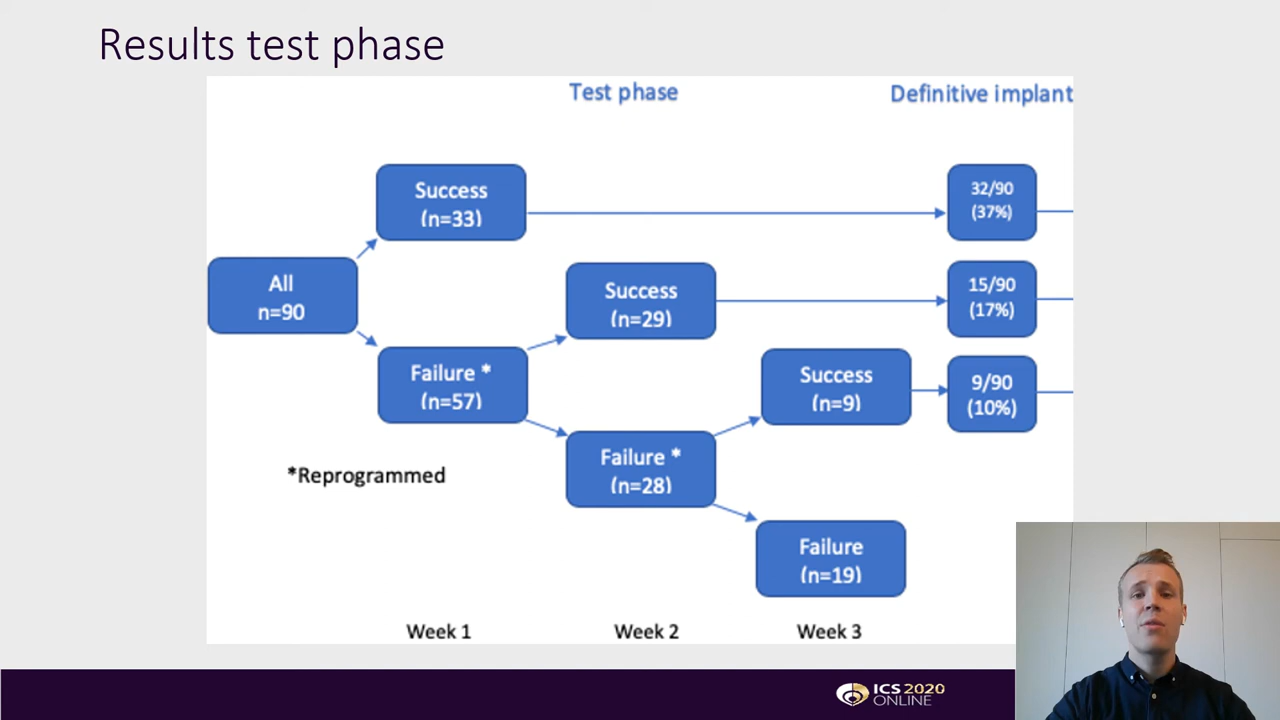 Results test phase
Test phase
Definitive implant
Success
(n=33)
32/90
(37%)
All
n=90
Success
(n=29)
15/90
(17%)
Failure *
(n=57)
Success
(n=9)
9/90
(10%)
Failure *
(n=28)
*Reprogrammed
Failure
(n=19)
Week 1
Week 2
Week 3
ICS 2020
ONLINE